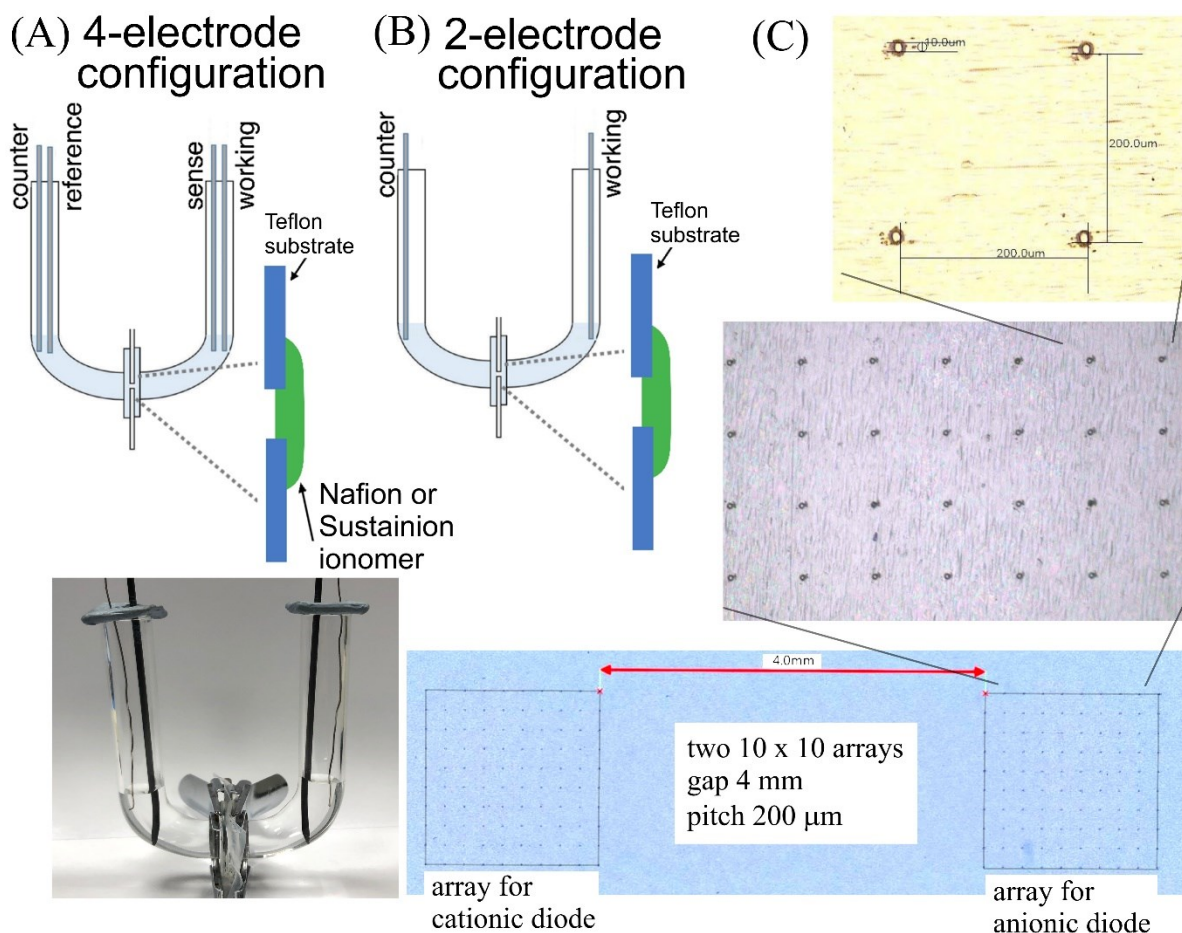 (A) 4-electrode
configuration
counter
reference
sense
working
Teflon
substrate
Nafion or
Sustainion
ionomer
(B) 2-electrode
configuration
counter
working
Teflon
substrate
(C)
10.0um
200.0um
200.0um
4.0mm
two 10 x 10 arrays
gap 4 mm
pitch 200 μm
array for
cationic diode
array for
anionic diode